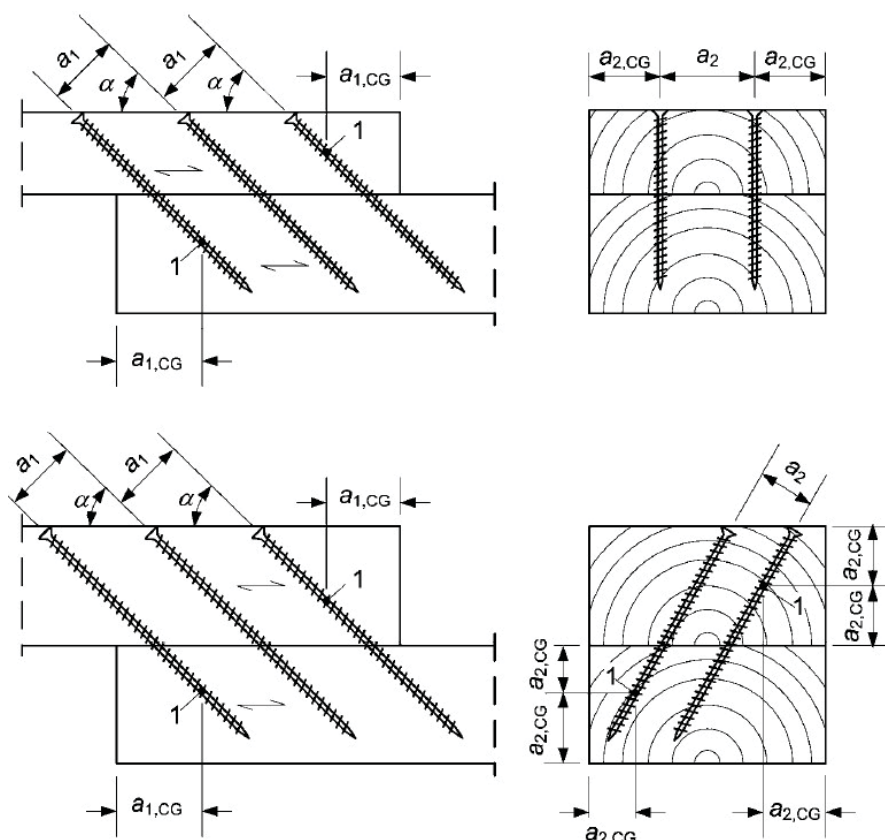 a₁ a₁ a₁,CG
α α
1
1
a₁,CG
a₂,CG a₂ a₂,CG
a₁ a₁ a₁,CG
α α
1
1
a₁,CG
a₂
a₂,CG
1
a₂,CG
a₂,CG
1
a₂,CG
a₂,CG
a₂,CG